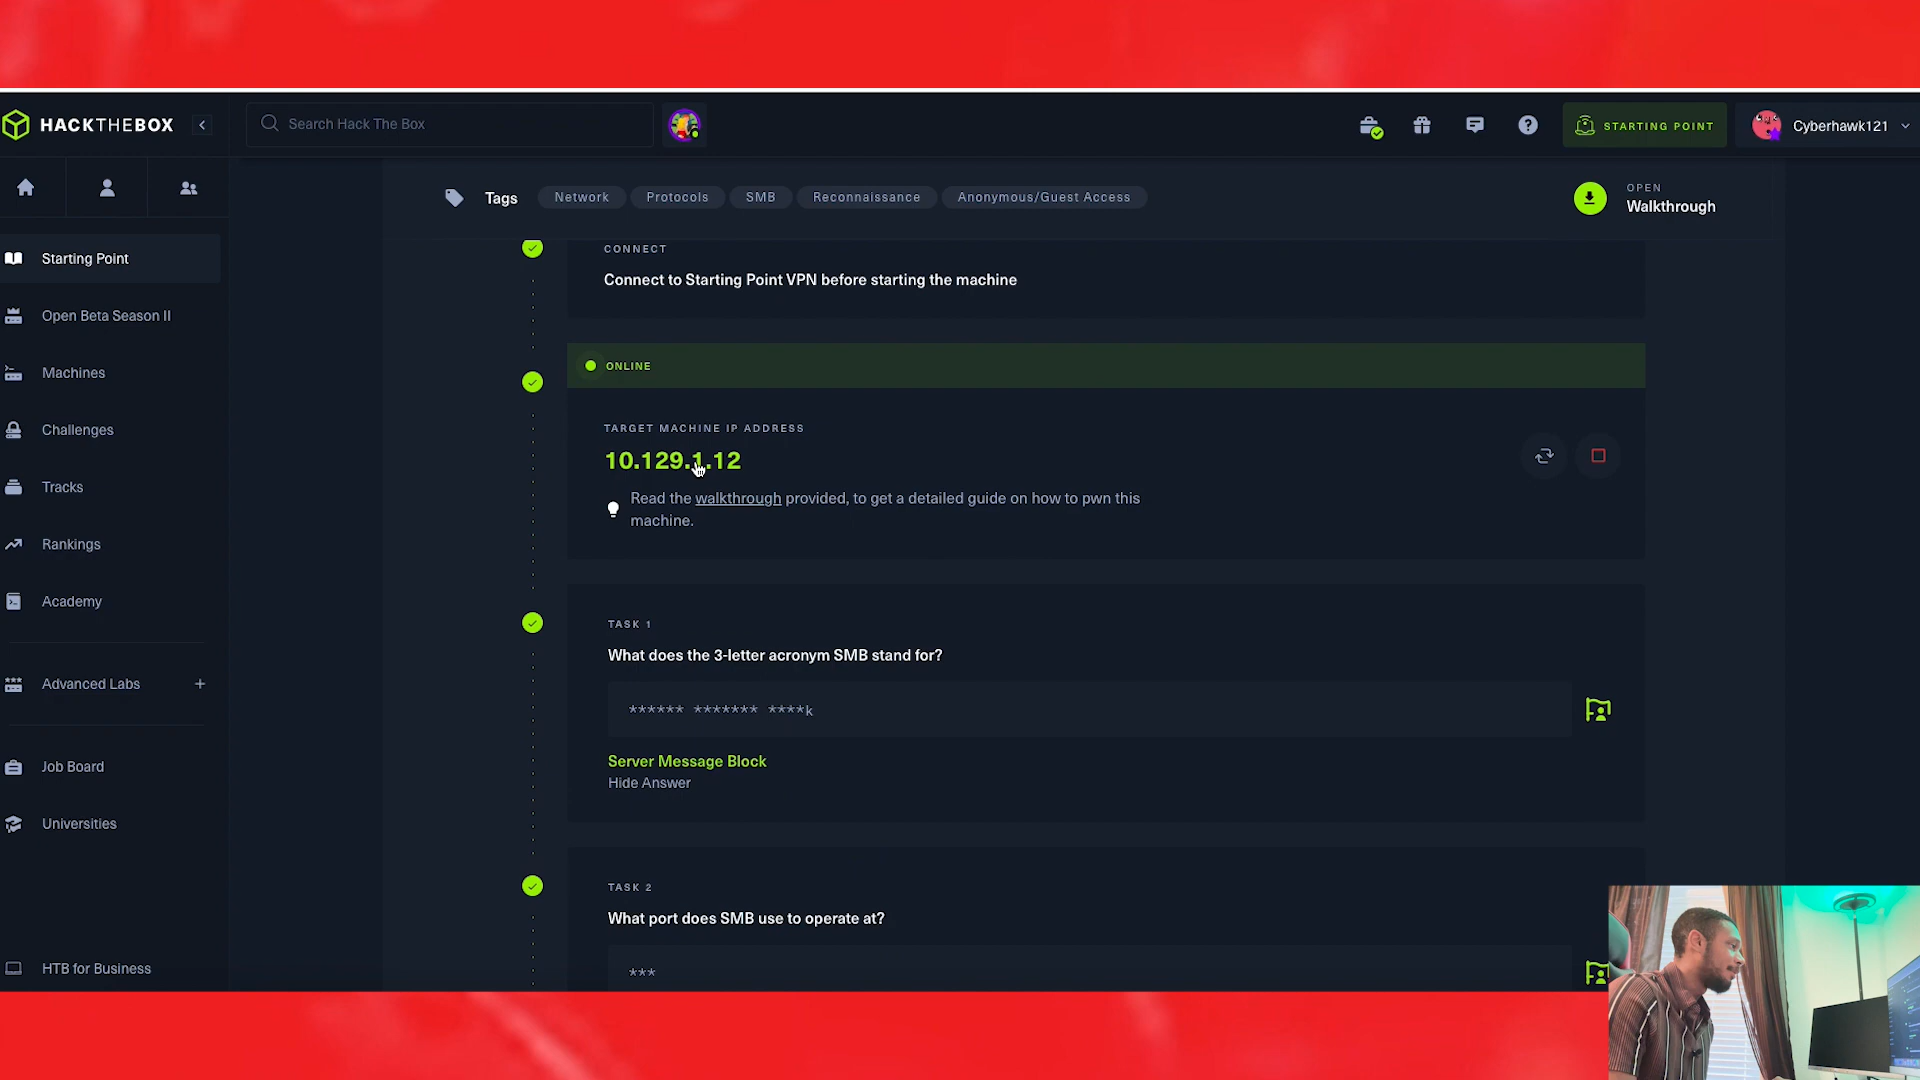 HACKTHEBOX
Search Hack The Box
STARTING POINT
Cyberhawk121
Tags
Network
Protocols
SMB
Reconnaissance
Anonymous/Guest Access
OPEN
Walkthrough
Starting Point
Open Beta Season II
Machines
Challenges
Tracks
Rankings
Academy
Advanced Labs
Job Board
Universities
HTB for Business
CONNECT
Connect to Starting Point VPN before starting the machine
ONLINE
TARGET MACHINE IP ADDRESS
10.129.1.12
Read the walkthrough provided, to get a detailed guide on how to pwn this
machine.
TASK 1
What does the 3-letter acronym SMB stand for?
****** ******* ****k
Server Message Block
Hide Answer
TASK 2
What port does SMB use to operate at?
***